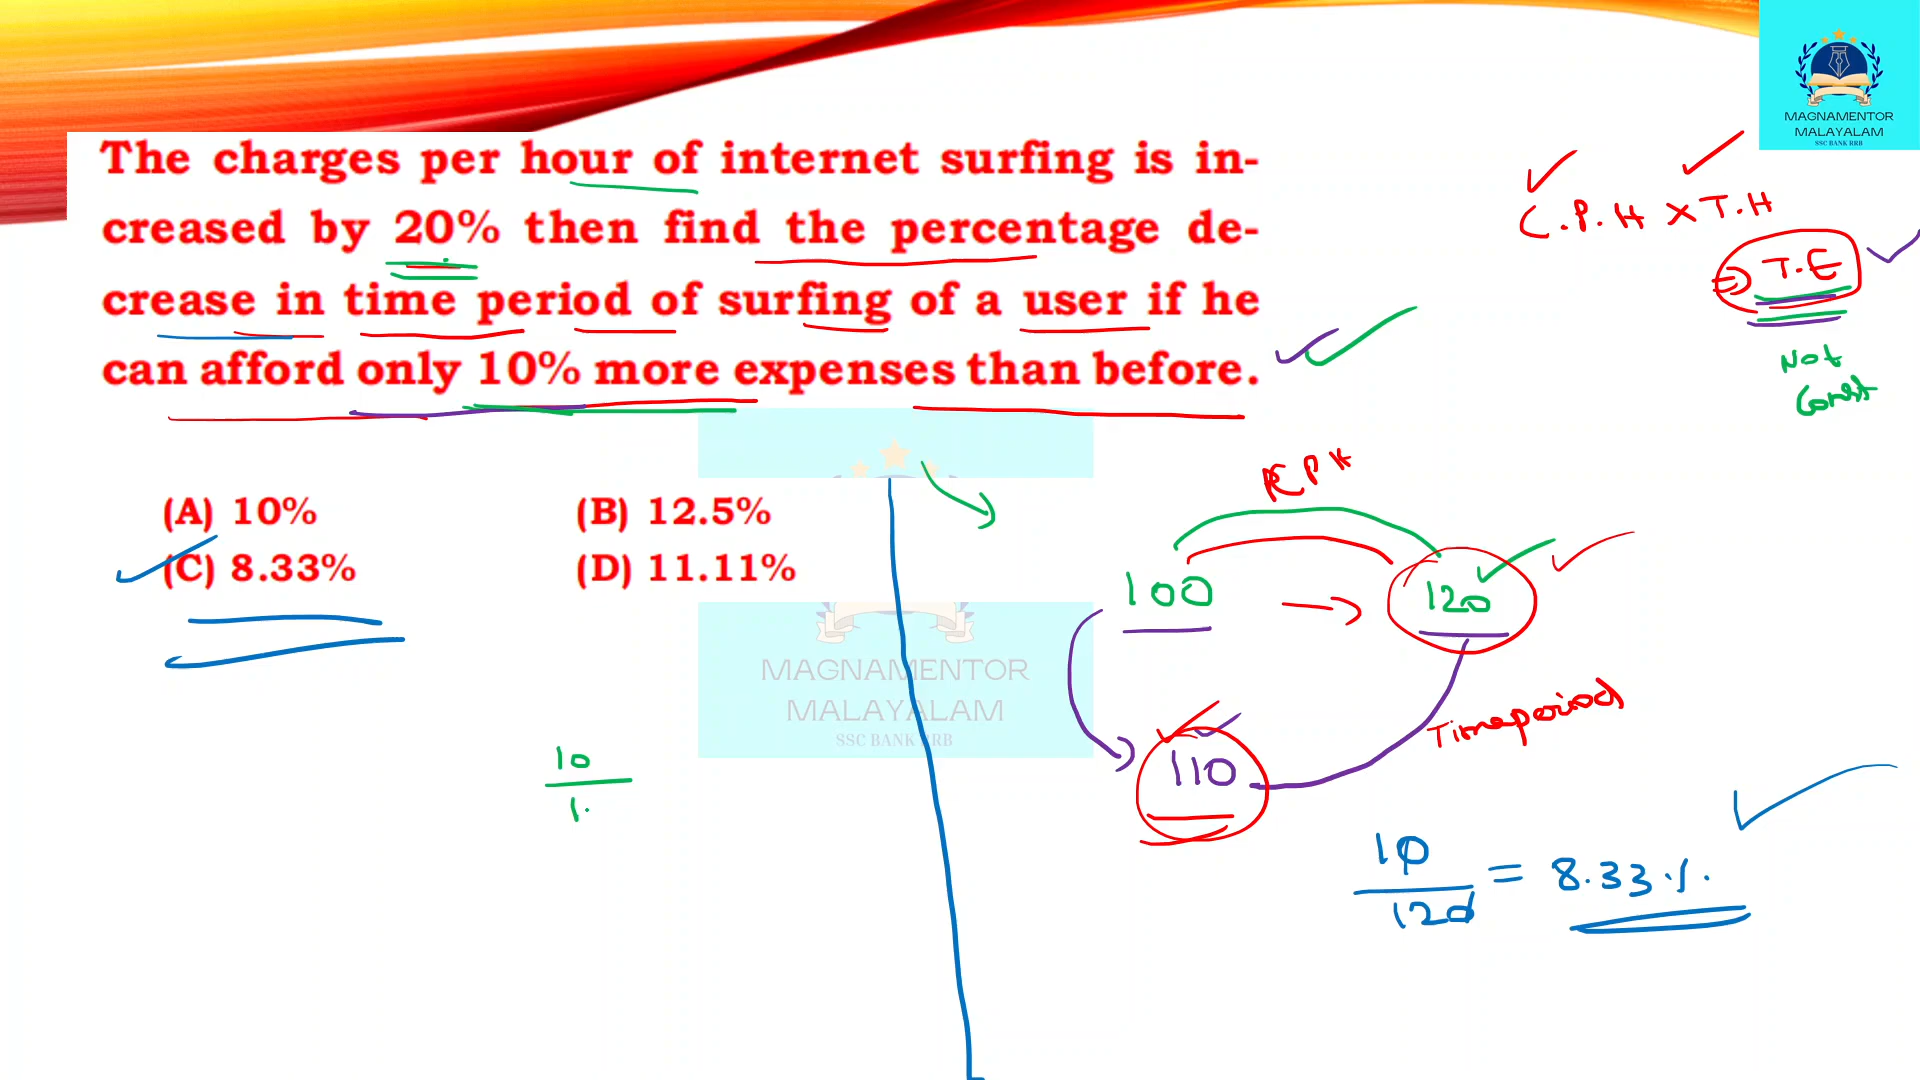 MAGNAMENTOR
MALAYALAM
SSC BANK RRB
The charges per hour of internet surfing is in-
creased by 20% then find the percentage de-
crease in time period of surfing of a user if he
can afford only 10% more expenses than before.
C.P.H × T.H
⇒ T.E
Not
Const
(A) 10%
(B) 12.5%
(C) 8.33%
(D) 11.11%
CPH
100 → 120
Time period
110
MAGNAMENTOR
MALAYALAM
SSC BANK RRB
10
1.
10
120
= 8.33%